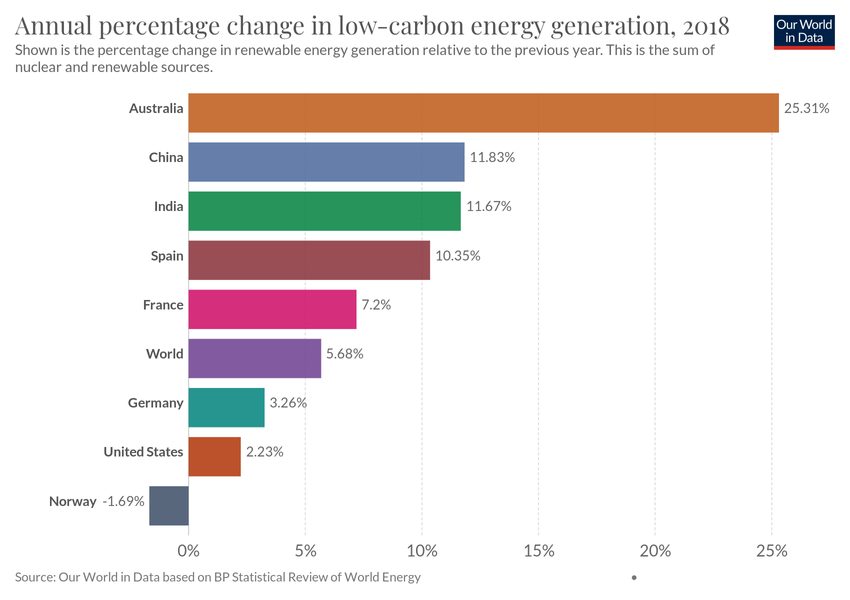 Annual percentage change in low-carbon energy generation, 2018
Our World
in Data
Shown is the percentage change in renewable energy generation relative to the previous year. This is the sum of
nuclear and renewable sources.
Australia 25.31%
China 11.83%
India 11.67%
Spain 10.35%
France 7.2%
World 5.68%
Germany 3.26%
United States 2.23%
Norway -1.69%
0% 5% 10% 15% 20% 25%
Source: Our World in Data based on BP Statistical Review of World Energy •